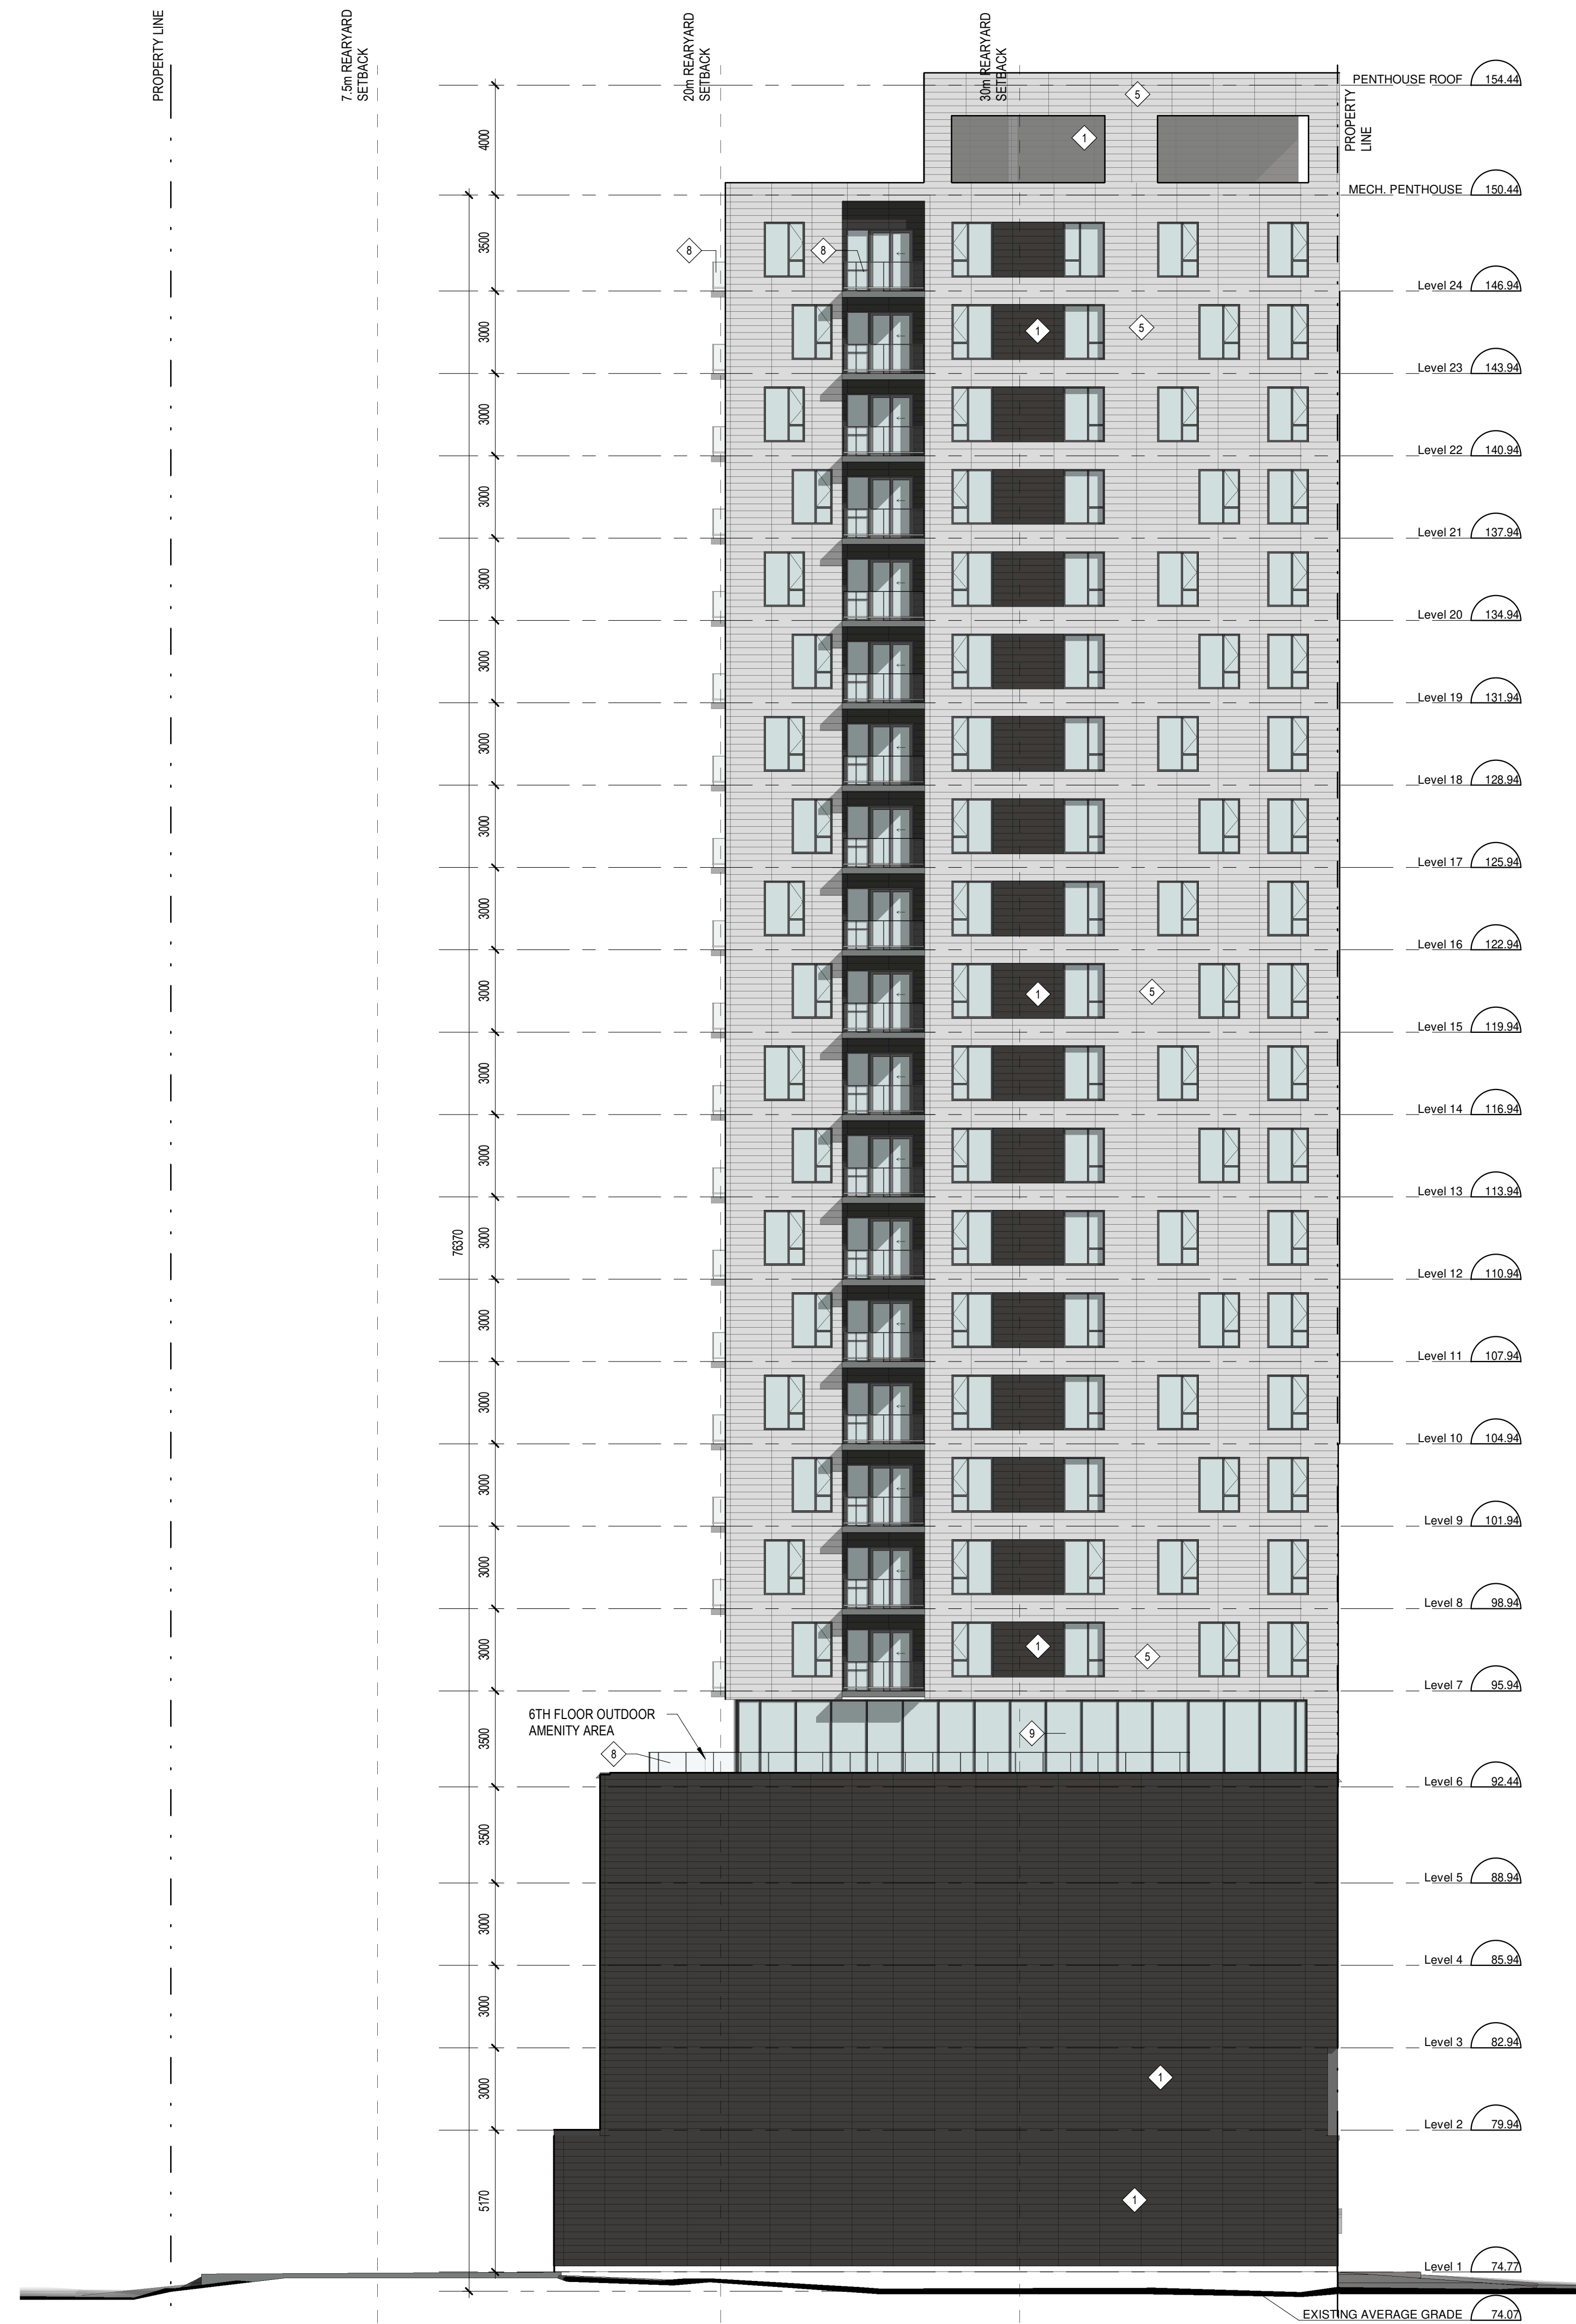 PROPERTY LINE
7.5m REARYARD
SETBACK
20m REARYARD
SETBACK
30m REARYARD
SETBACK
PENTHOUSE ROOF 154.44
5
PROPERTY
LINE
4000
1
MECH. PENTHOUSE 150.44
3500
8
8
Level 24 146.94
3000
1
5
Level 23 143.94
3000
Level 22 140.94
3000
Level 21 137.94
3000
Level 20 134.94
3000
Level 19 131.94
3000
Level 18 128.94
3000
Level 17 125.94
3000
Level 16 122.94
3000
1
5
Level 15 119.94
3000
Level 14 116.94
3000
Level 13 113.94
3000
76370
Level 12 110.94
3000
Level 11 107.94
3000
Level 10 104.94
3000
Level 9 101.94
3000
Level 8 98.94
3000
1
5
Level 7 95.94
6TH FLOOR OUTDOOR
AMENITY AREA
3500
9
8
Level 6 92.44
3500
Level 5 88.94
3000
Level 4 85.94
3000
Level 3 82.94
3000
1
Level 2 79.94
5170
1
Level 1 74.77
EXISTING AVERAGE GRADE 74.07